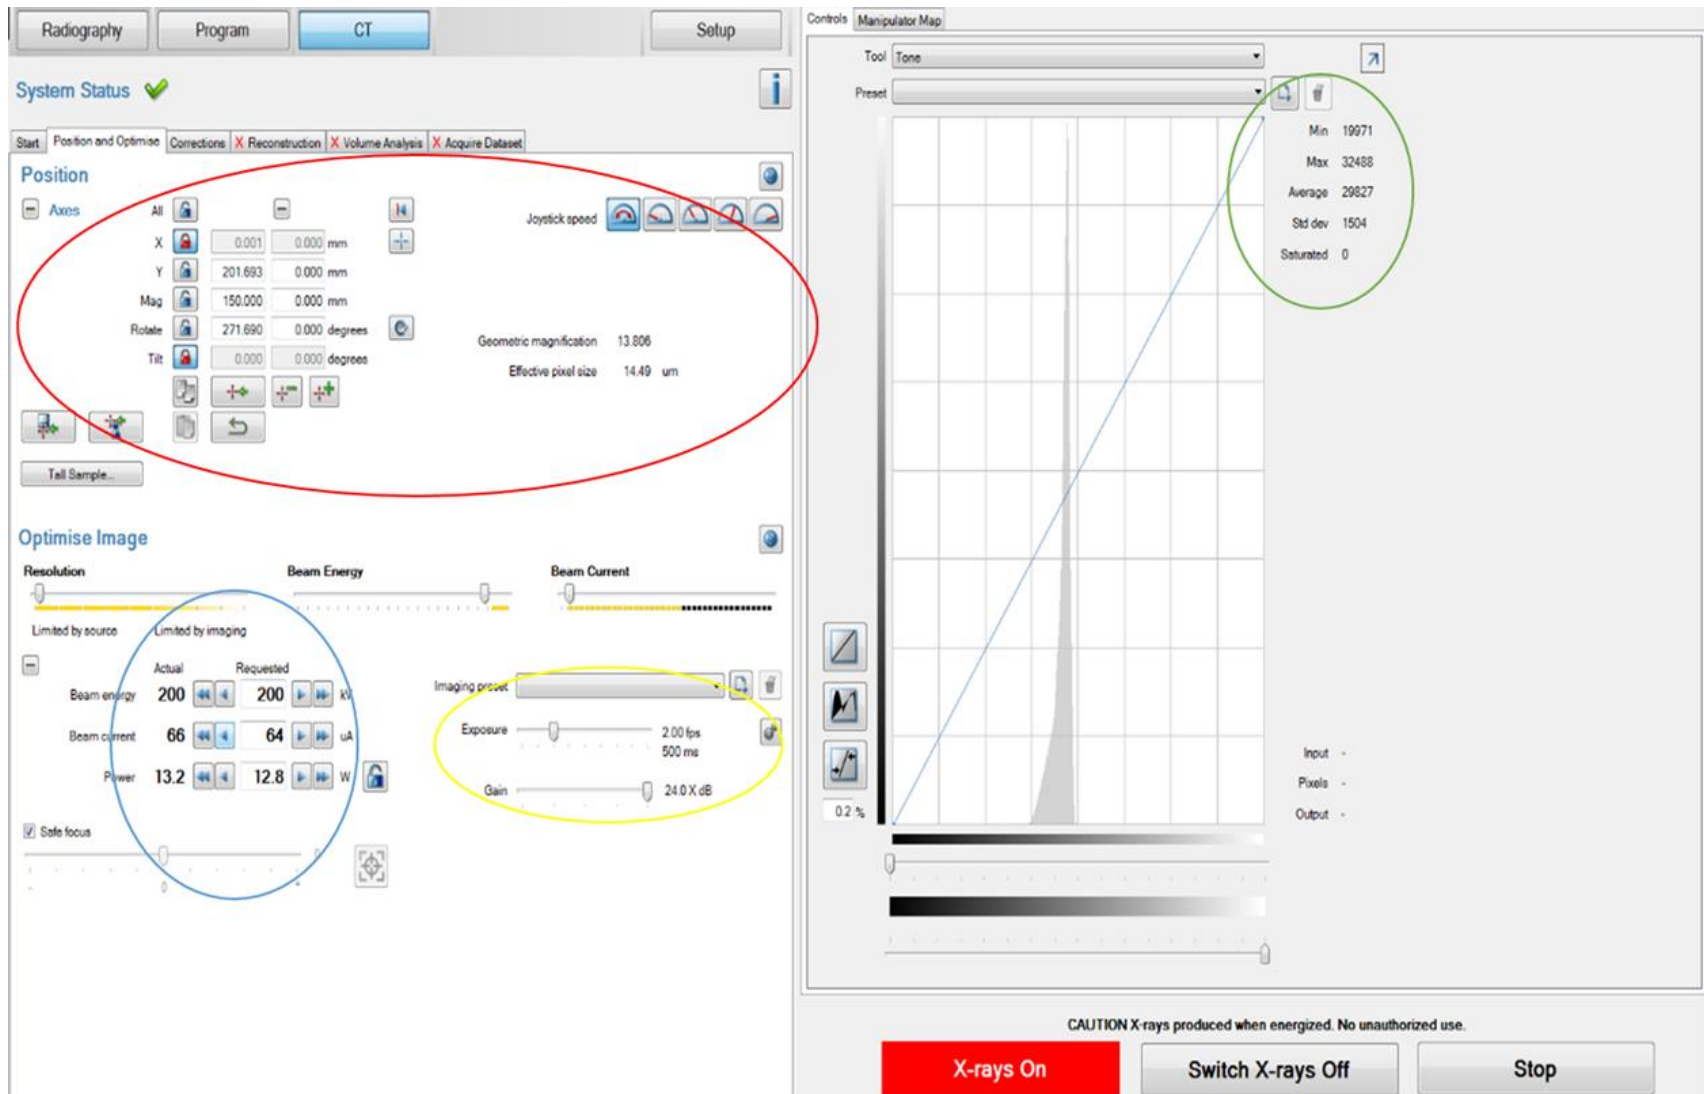 Radiography Program CT Setup
System Status
Start Position and Optimise Corrections X Reconstruction X Volume Analysis X Acquire Dataset
Position
Axes All
Joystick speed
X 0.001 0.000 mm
Y 201.693 0.000 mm
Mag 150.000 0.000 mm
Rotate 271.690 0.000 degrees
Tilt 0.000 0.000 degrees
Geometric magnification 13.806
Effective pixel size 14.49 um
Tall Sample...
Optimise Image
Resolution Beam Energy Beam Current
Limited by source Limited by imaging
Actual Requested
Beam energy 200 200 kV
Beam current 66 64 uA
Power 13.2 12.8 W
Imaging preset
Exposure 2.00 fps
500 ms
Gain 24.0 X dB
Safe focus
- 0 +
Controls Manipulator Map
Tool Tone
Preset
Min 19971
Max 32488
Average 29827
Std dev 1504
Saturated 0
Input -
Pixels -
Output -
0.2 %
CAUTION X-rays produced when energized. No unauthorized use.
X-rays On Switch X-rays Off Stop